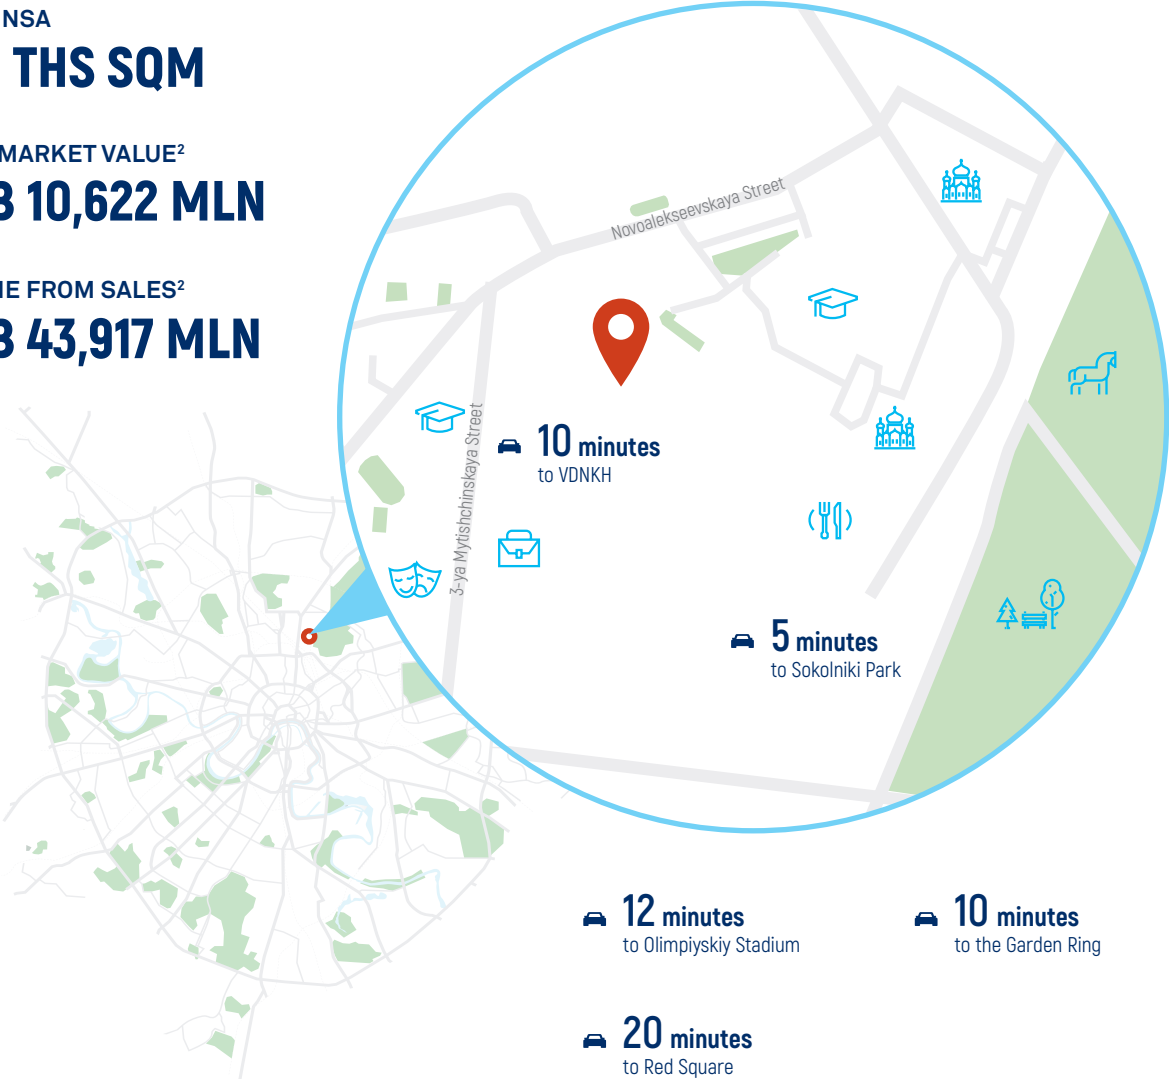 NSA
THS SQM
MARKET VALUE²
10,622 MLN
FROM SALES²
43,917 MLN
Novoalekseevskaya Street
3-ya Mytishchinskaya Street
10 minutes
to VDNKH
5 minutes
to Sokolniki Park
12 minutes
to Olimpiyskiy Stadium
10 minutes
to the Garden Ring
20 minutes
to Red Square